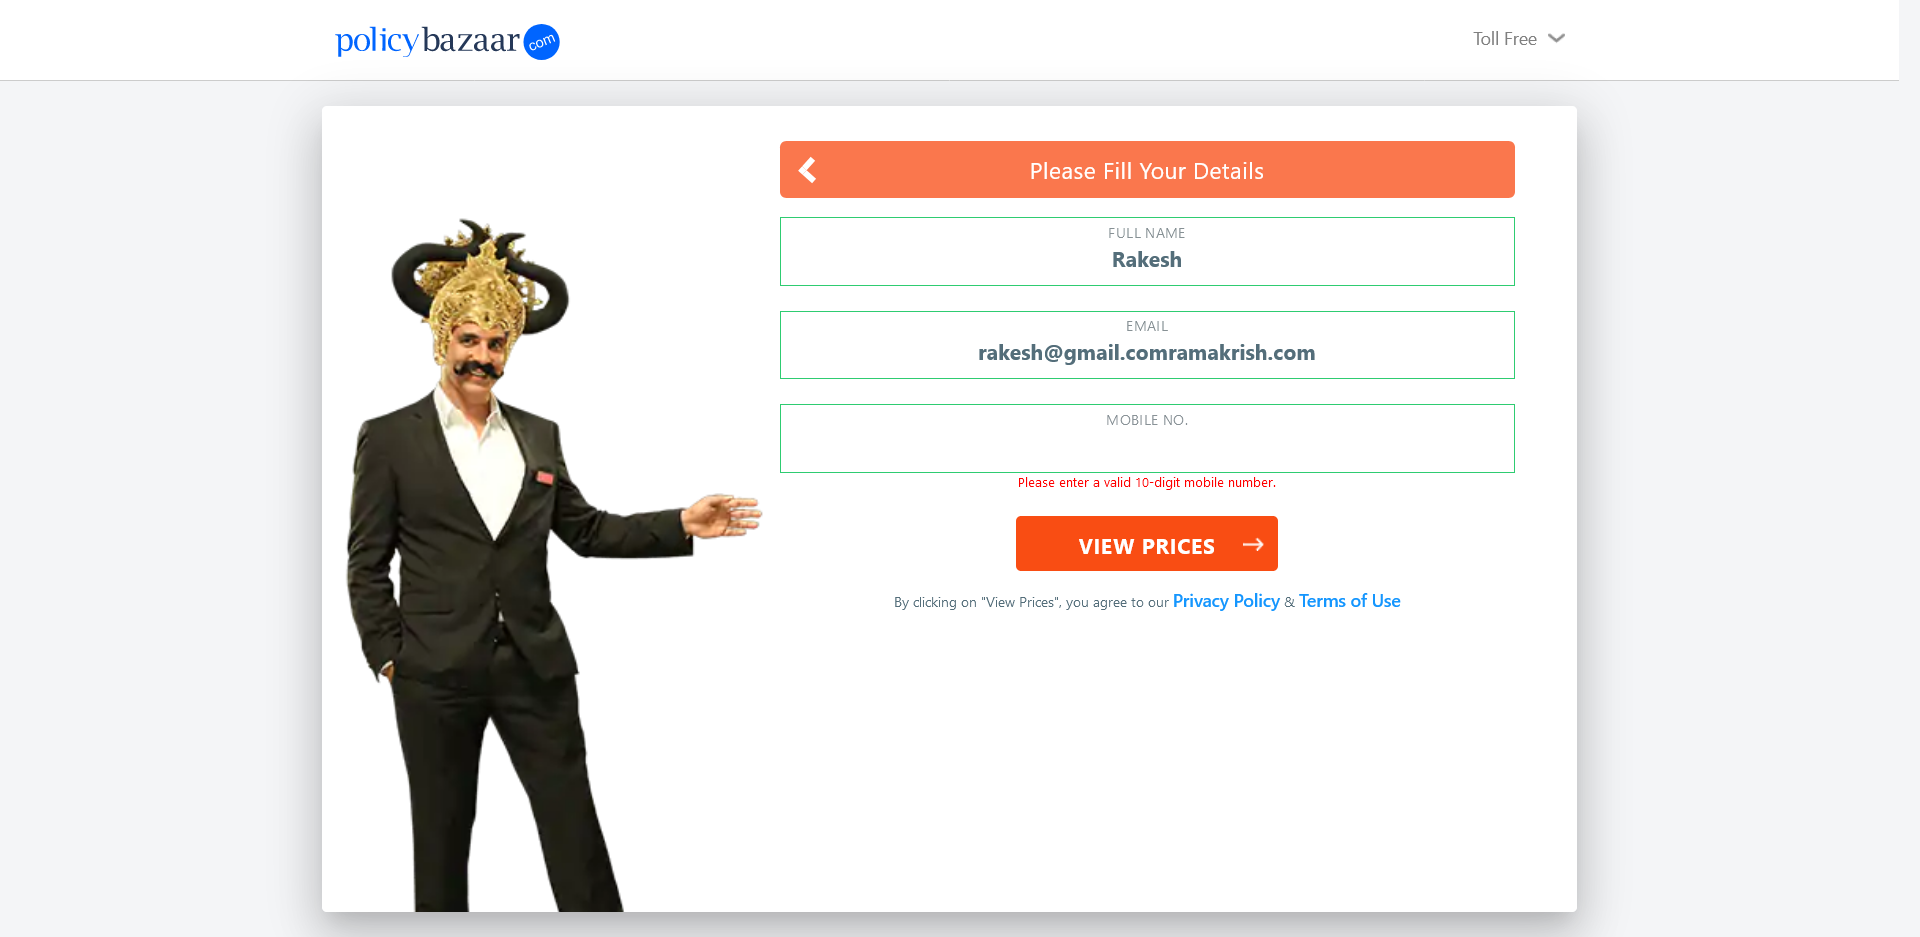 policybazaar com
Toll Free
Please Fill Your Details
FULL NAME
Rakesh
EMAIL
rakesh@gmail.comramakrish.com
MOBILE NO.
Please enter a valid 10-digit mobile number.
VIEW PRICES
By clicking on "View Prices", you agree to our Privacy Policy & Terms of Use